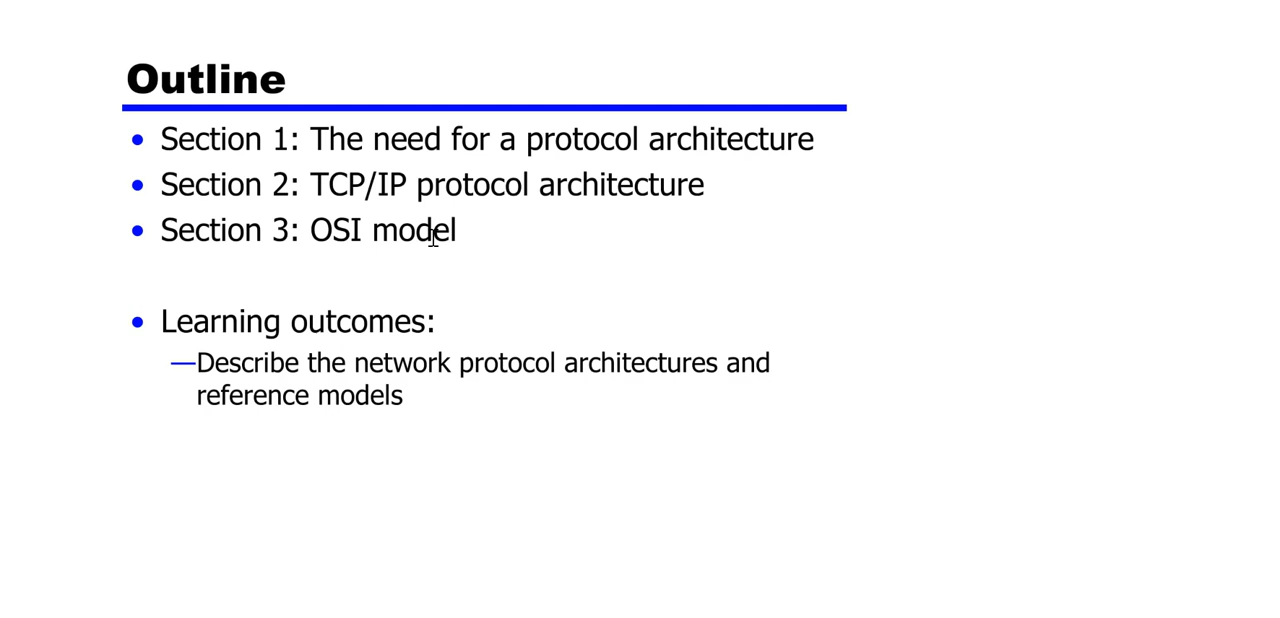 Outline
• Section 1: The need for a protocol architecture
• Section 2: TCP/IP protocol architecture
• Section 3: OSI model
• Learning outcomes:
—Describe the network protocol architectures and
reference models